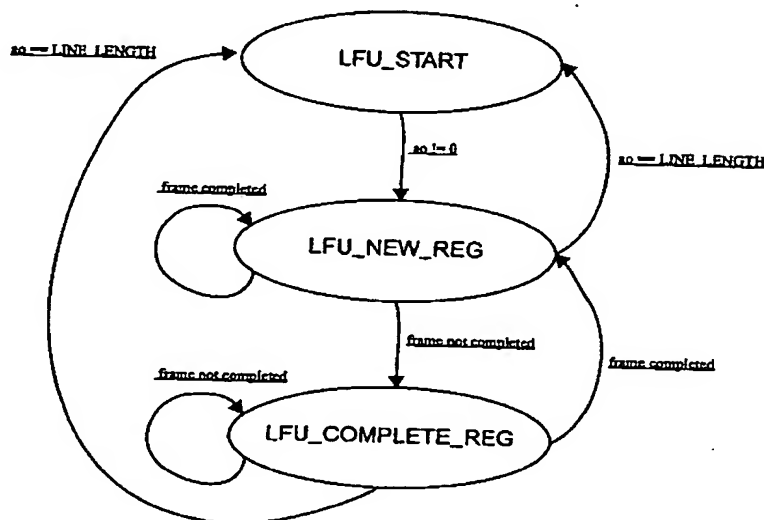 ao == LINE_LENGTH
LFU_START
ao != 0
ao == LINE_LENGTH
frame completed
LFU_NEW_REG
frame not completed
frame completed
frame not completed
LFU_COMPLETE_REG